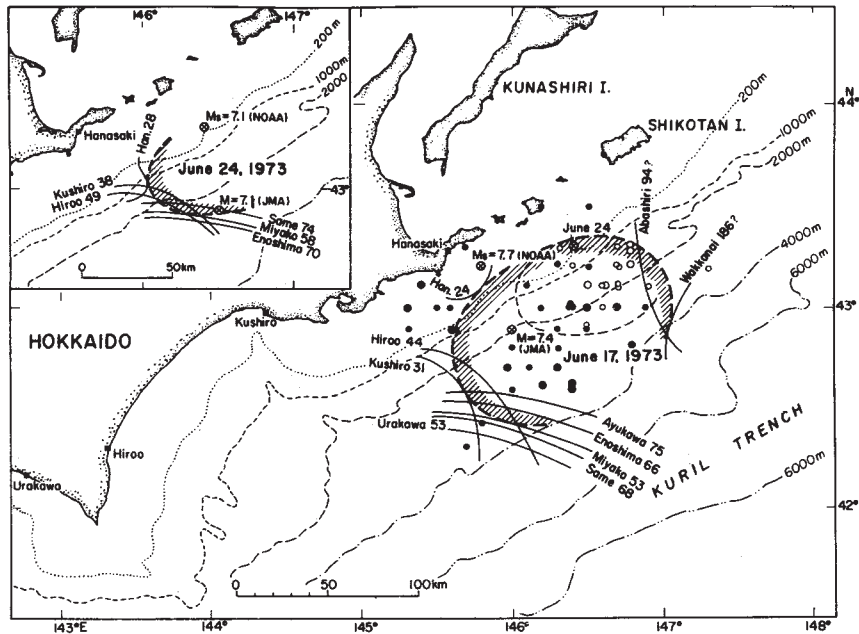 146°
147°
200m
1000m
2000
Ms=7.1 (NOAA)
Hanasaki
Han.28
June 24, 1973
43°
Kushiro 38
Hiroo 49
M=7.1 (JMA)
Same 74
Miyako 58
Enoshima 70
0 50km
KUNASHIRI I.
SHIKOTAN I.
200m
N
44°
1000m
2000m
Abashiri 94?
4000m
Wakkanai 186?
6000m
June 24
Hanasaki
Ms=7.7 (NOAA)
Han. 24
43°
Kushiro
HOKKAIDO
M=7.4
(JMA)
Hiroo 44
June 17, 1973
Kushiro 31
Urakawa 53
Ayukawa 75
Enoshima 66
Miyako 53
Same 68
KURIL TRENCH
6000m
Hiroo
Urakawa
42°
0 50 100km
143°E
144°
145°
146°
147°
148°